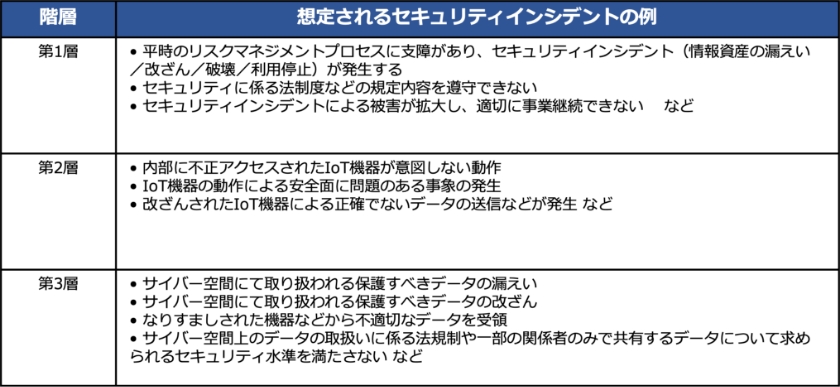 階層
想定されるセキュリティインシデントの例
第1層
• 平時のリスクマネジメントプロセスに支障があり、セキュリティインシデント（情報資産の漏えい
／改ざん／破壊／利用停止）が発生する
• セキュリティに係る法制度などの規定内容を遵守できない
• セキュリティインシデントによる被害が拡大し、適切に事業継続できない　など
第2層
• 内部に不正アクセスされたIoT機器が意図しない動作
• IoT機器の動作による安全面に問題のある事象の発生
• 改ざんされたIoT機器による正確でないデータの送信などが発生 など
第3層
• サイバー空間にて取り扱われる保護すべきデータの漏えい
• サイバー空間にて取り扱われる保護すべきデータの改ざん
• なりすましされた機器などから不適切なデータを受領
• サイバー空間上のデータの取扱いに係る法規制や一部の関係者のみで共有するデータについて求め
られるセキュリティ水準を満たさない など